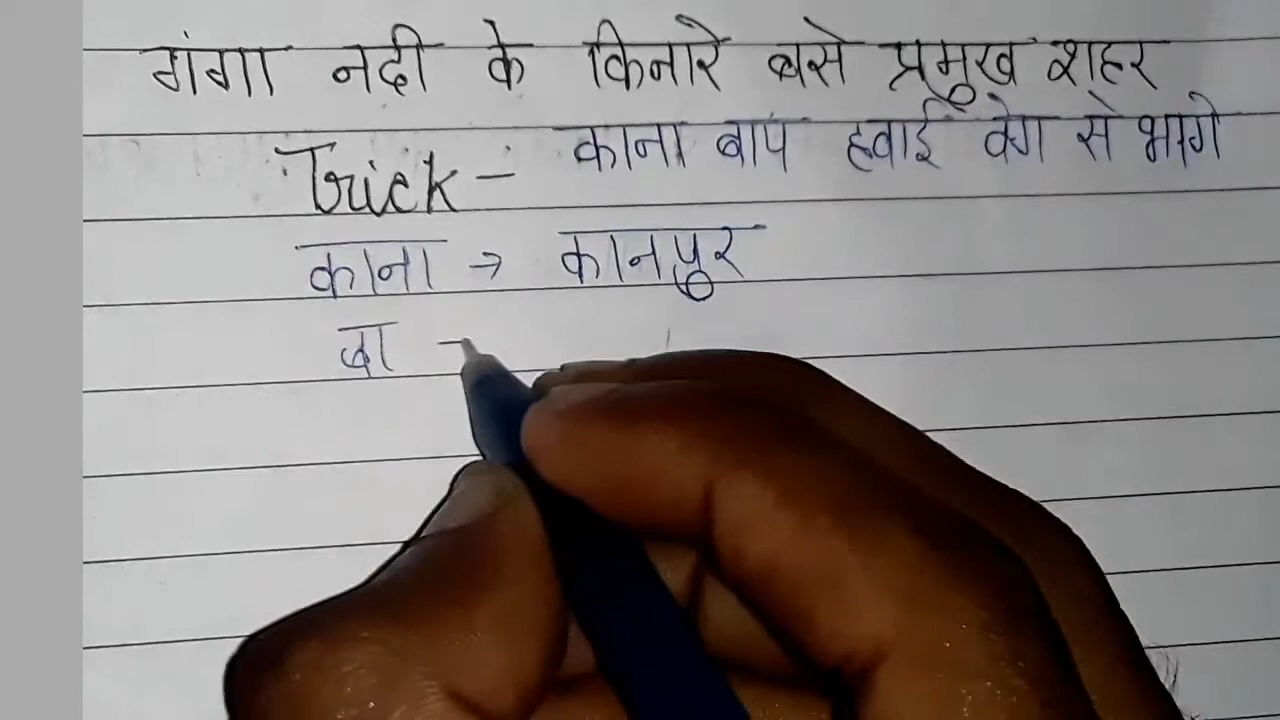 गंगा नदी के किनारे बसे प्रमुख शहर
Trick - काना बाप हवाई वेग से भागे
काना → कानपुर
बा -